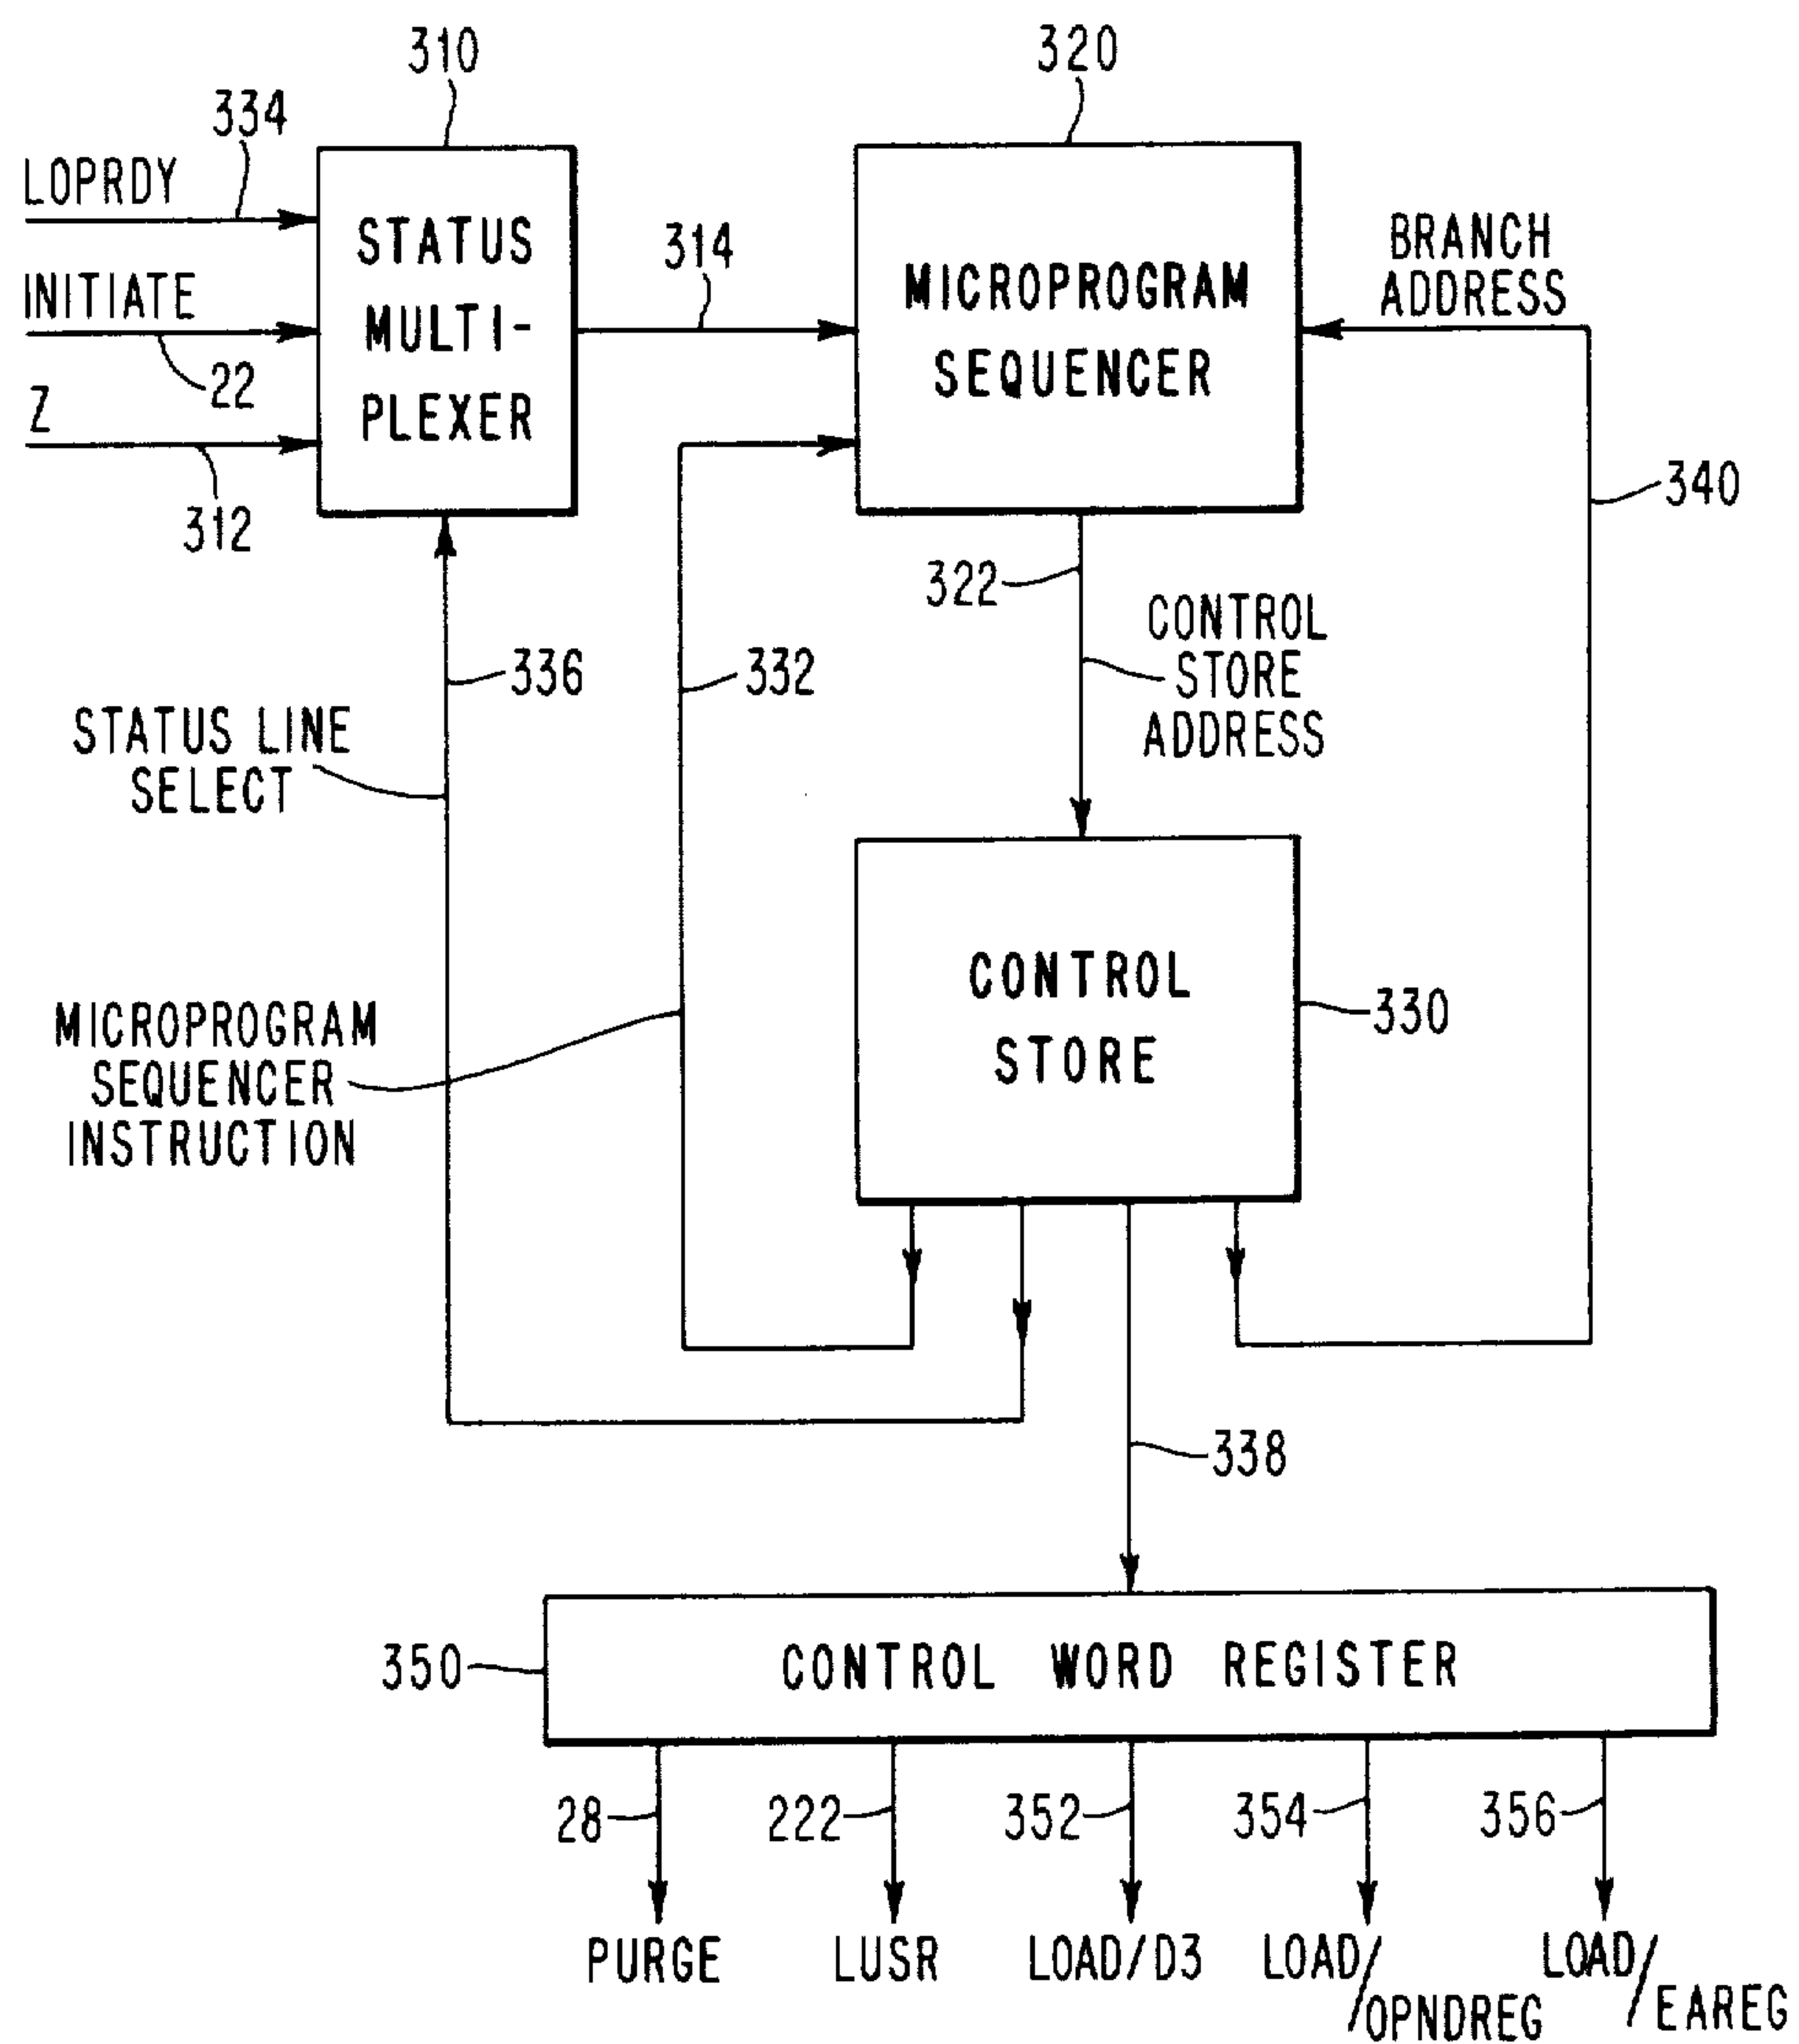 310
320
334
LOPRDY
STATUS
MULTI-
PLEXER
INITIATE
22
Z
312
314
MICROPROGRAM
SEQUENCER
BRANCH
ADDRESS
340
322
CONTROL
STORE
ADDRESS
336
332
STATUS LINE
SELECT
CONTROL
STORE
330
MICROPROGRAM
SEQUENCER
INSTRUCTION
338
350
CONTROL WORD REGISTER
28
222
352
354
356
PURGE
LUSR
LOAD/D3
LOAD/
OPNDREG
LOAD/
EAREG